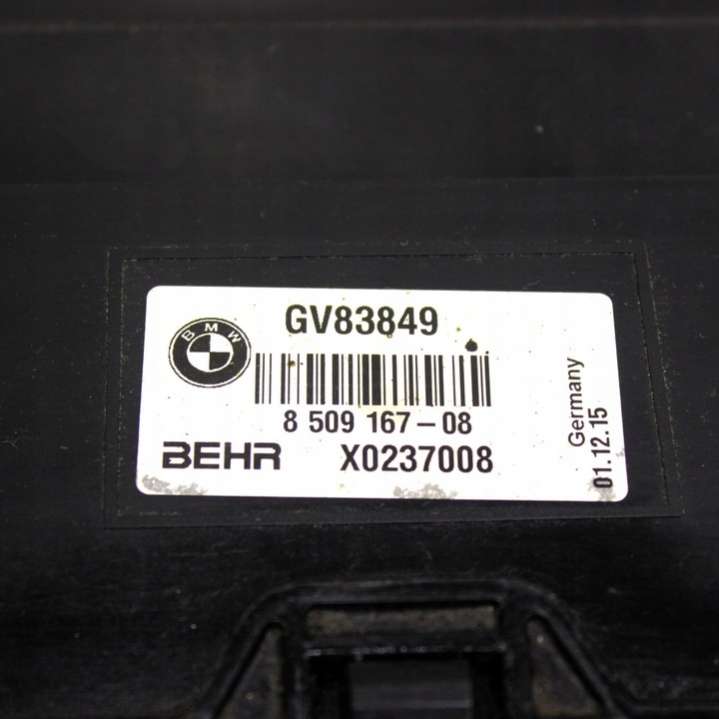 BMW
GV83849
8 509 167-08
BEHR X0237008
Germany
01.12.15